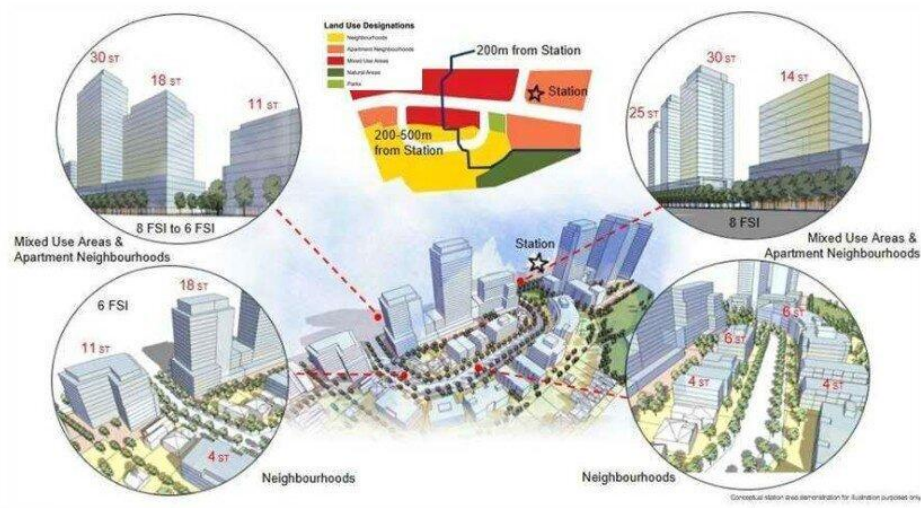 Land Use Designations
Neighbourhoods
Apartment Neighbourhoods
Mixed Use Areas
Natural Areas
Parks
200m from Station
Station
200-500m
from Station
30 ST
18 ST
11 ST
8 FSI to 6 FSI
Mixed Use Areas &
Apartment Neighbourhoods
30 ST
25 ST
14 ST
8 FSI
Mixed Use Areas &
Apartment Neighbourhoods
Station
6 FSI
18 ST
11 ST
4 ST
Neighbourhoods
6 ST
6 ST
4 ST
4 ST
Neighbourhoods
Conceptual station area demonstration for illustration purposes only